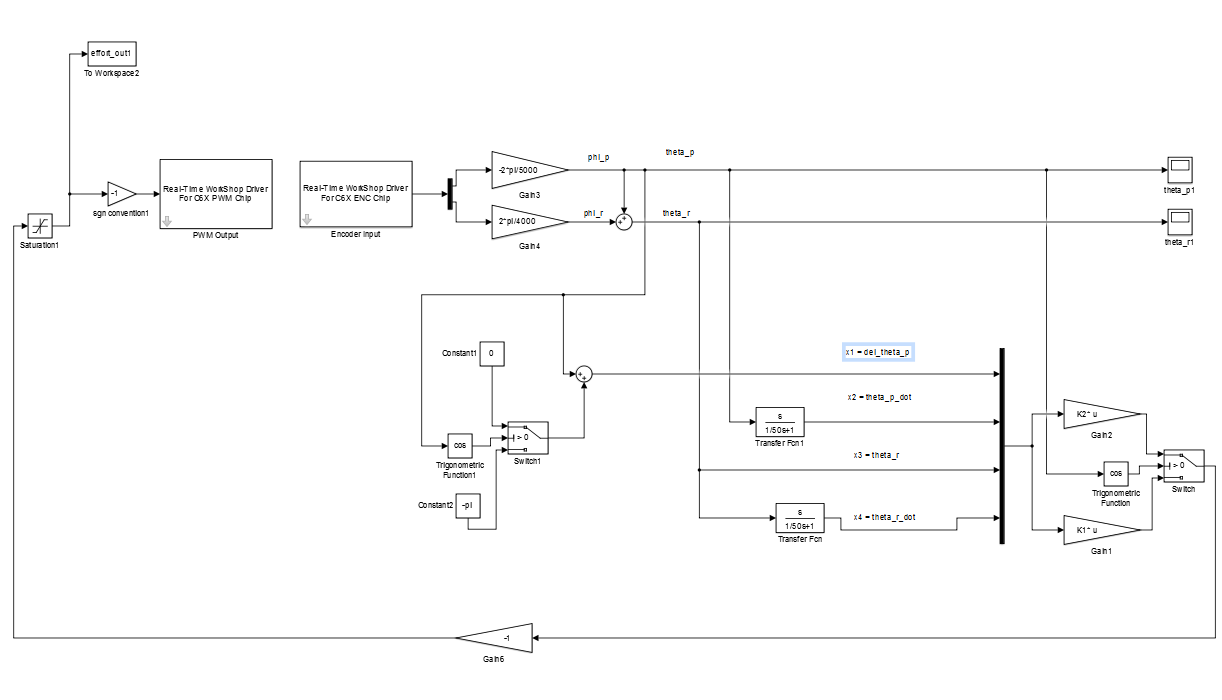 effort_out1
To Workspace2
-1
sgn convention1
Real-Time WorkShop Driver
For C6X PWM Chip
PWM Output
Saturation1
Real-Time WorkShop Driver
For C6X ENC Chip
Encoder Input
-2*pi/5000
Gain3
2*pi/4000
Gain4
phi_p
theta_p
phi_r
theta_r
theta_p1
theta_r1
Constant1
0
cos
Trigonometric
Function1
> 0
Switch1
Constant2
-pi
x1 = del_theta_p
x2 = theta_p_dot
s
1/50s+1
Transfer Fcn1
x3 = theta_r
s
1/50s+1
Transfer Fcn
x4 = theta_r_dot
K2* u
Gain2
cos
Trigonometric
Function
> 0
Switch
K1* u
Gain1
-1
Gain6